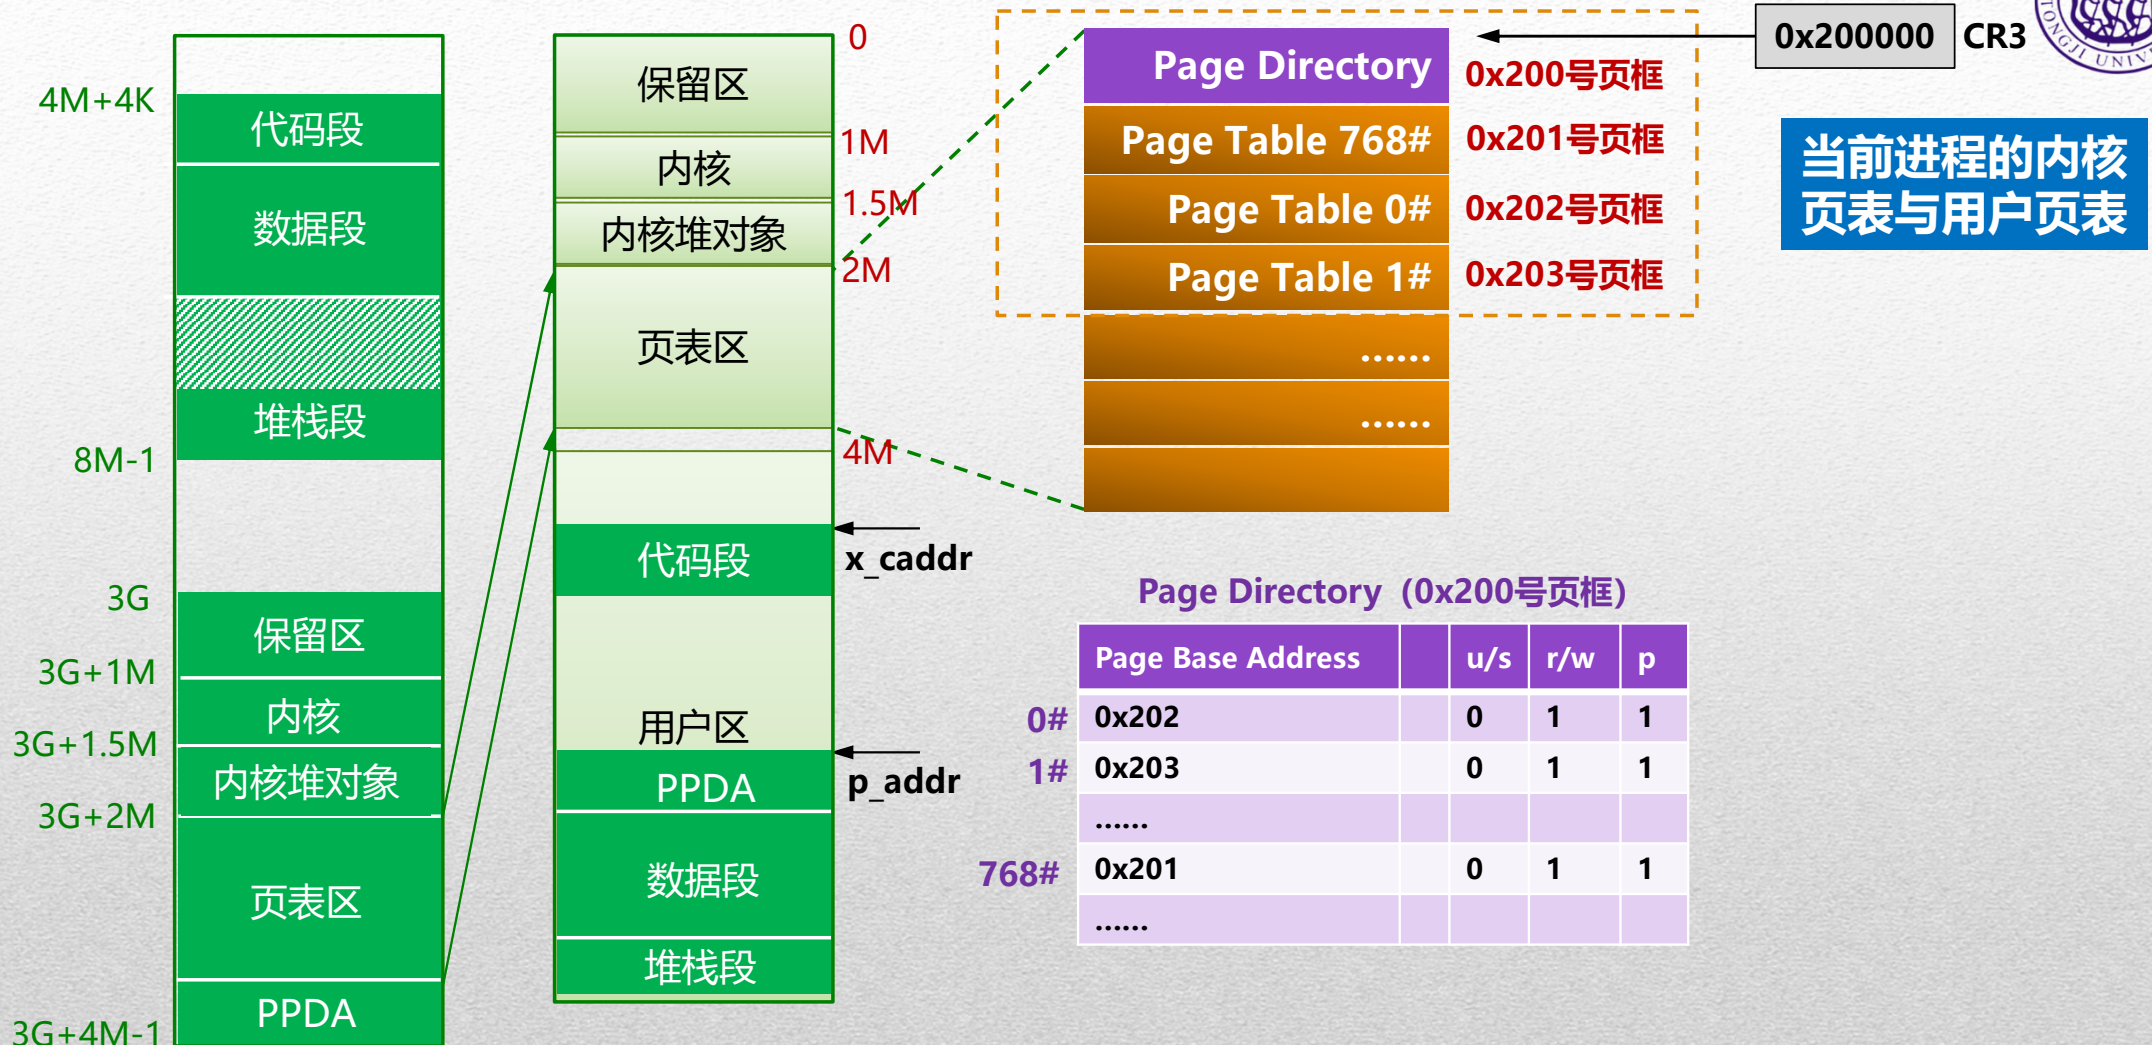 4M+4K
代码段
数据段
堆栈段
8M-1
3G
保留区
3G+1M
内核
3G+1.5M
内核堆对象
3G+2M
页表区
PPDA
3G+4M-1
0
保留区
1M
内核
1.5M
内核堆对象
2M
页表区
4M
x_caddr
代码段
用户区
p_addr
PPDA
数据段
堆栈段
0x200000 CR3
Page Directory 0x200号页框
Page Table 768# 0x201号页框
Page Table 0# 0x202号页框
Page Table 1# 0x203号页框
......
......
当前进程的内核
页表与用户页表
Page Directory（0x200号页框）
Page Base Address u/s r/w p
0# 0x202 0 1 1
1# 0x203 0 1 1
......
768# 0x201 0 1 1
......